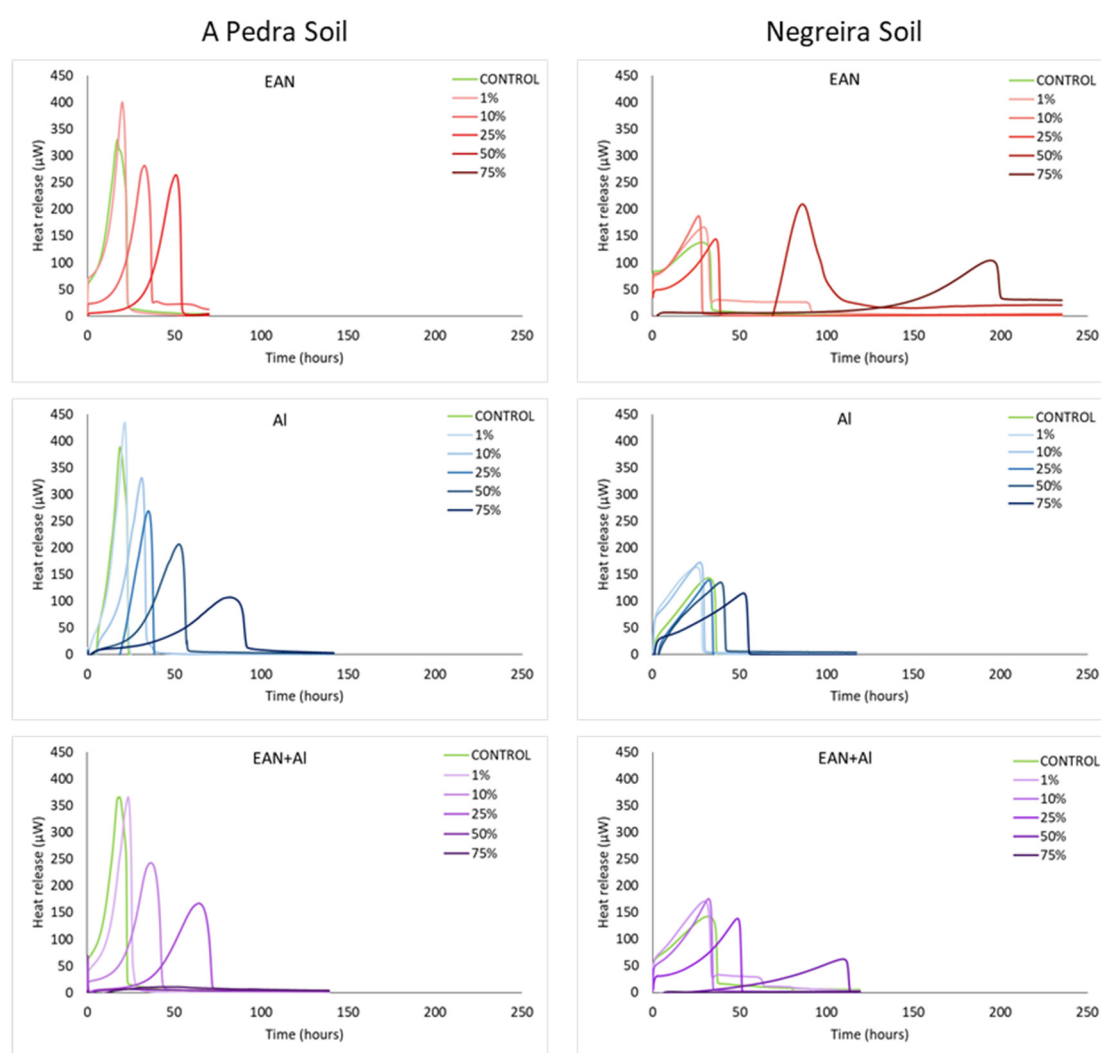 A Pedra Soil
Negreira Soil
EAN
450
400
350
300
250
200
150
100
50
0
Heat release (µW)
0 50 100 150 200 250
Time (hours)
CONTROL
1%
10%
25%
50%
75%
EAN
450
400
350
300
250
200
150
100
50
0
Heat release (µW)
0 50 100 150 200 250
Time (hours)
CONTROL
1%
10%
25%
50%
75%
Al
450
400
350
300
250
200
150
100
50
0
Heat release (µW)
0 50 100 150 200 250
Time (hours)
CONTROL
1%
10%
25%
50%
75%
Al
450
400
350
300
250
200
150
100
50
0
Heat release (µW)
0 50 100 150 200 250
Time (hours)
CONTROL
1%
10%
25%
50%
75%
EAN+Al
450
400
350
300
250
200
150
100
50
0
Heat release (µW)
0 50 100 150 200 250
Time (hours)
CONTROL
1%
10%
25%
50%
75%
EAN+Al
450
400
350
300
250
200
150
100
50
0
Heat release (µW)
0 50 100 150 200 250
Time (hours)
CONTROL
1%
10%
25%
50%
75%